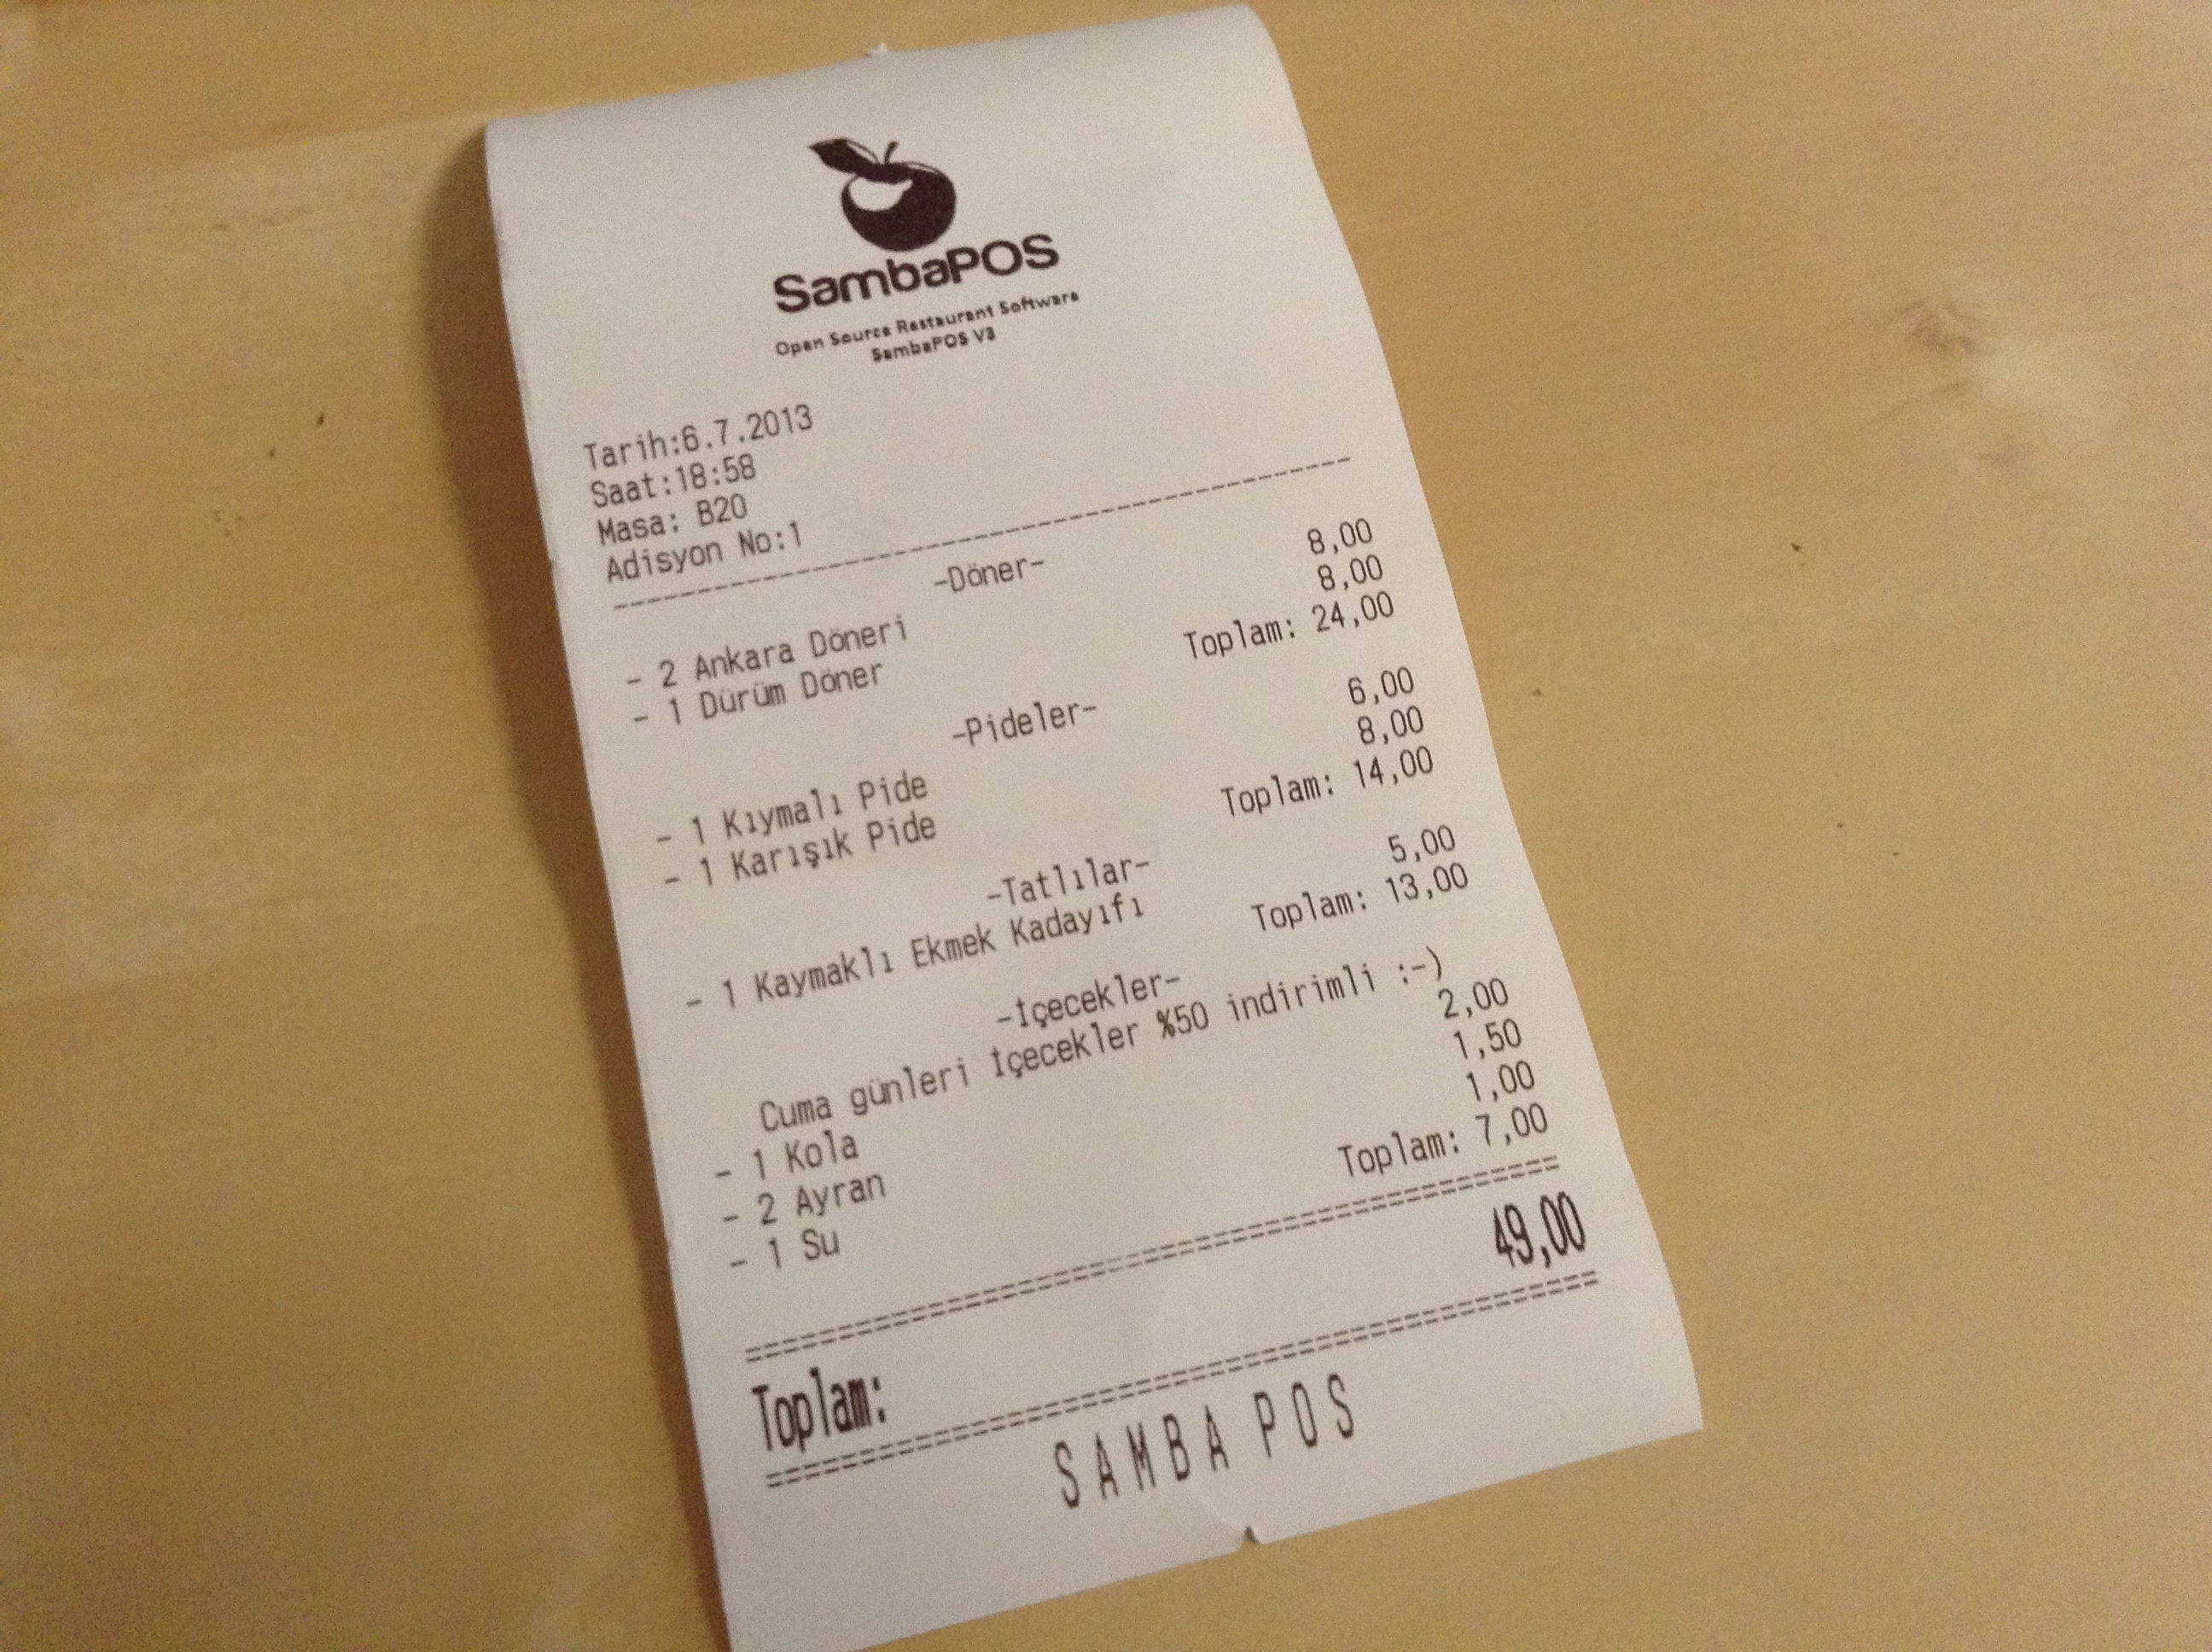 SambaPOS
Open Source Restaurant Software
SambaPOS V3
Tarih:6.7.2013
Saat:18:58
Masa: B20
Adisyon No:1
-Döner-
- 2 Ankara Döneri 8,00
- 1 Dürüm Döner 8,00
Toplam: 24,00
-Pideler-
- 1 Kıymalı Pide 6,00
- 1 Karışık Pide 8,00
Toplam: 14,00
-Tatlılar-
- 1 Kaymaklı Ekmek Kadayıfı 5,00
Toplam: 13,00
-İçecekler-
Cuma günleri İçecekler %50 indirimli :-)
- 1 Kola 2,00
- 2 Ayran 1,50
- 1 Su 1,00
Toplam: 7,00
Toplam: 49,00
SAMBA POS